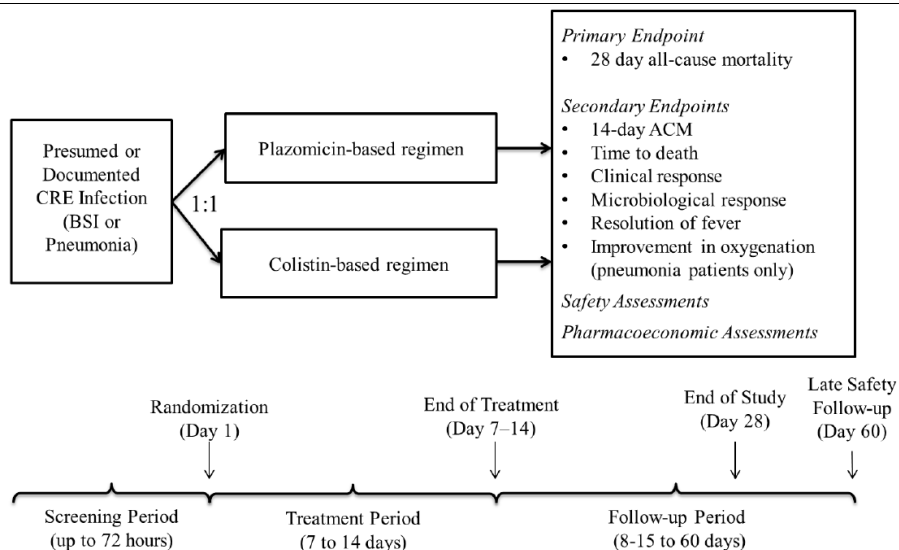 Presumed or
Documented
CRE Infection
(BSI or
Pneumonia)
1:1
Plazomicin-based regimen
Colistin-based regimen
Primary Endpoint
• 28 day all-cause mortality
Secondary Endpoints
• 14-day ACM
• Time to death
• Clinical response
• Microbiological response
• Resolution of fever
• Improvement in oxygenation
(pneumonia patients only)
Safety Assessments
Pharmacoeconomic Assessments
Randomization
(Day 1)
End of Treatment
(Day 7–14)
End of Study
(Day 28)
Late Safety
Follow-up
(Day 60)
Screening Period
(up to 72 hours)
Treatment Period
(7 to 14 days)
Follow-up Period
(8-15 to 60 days)